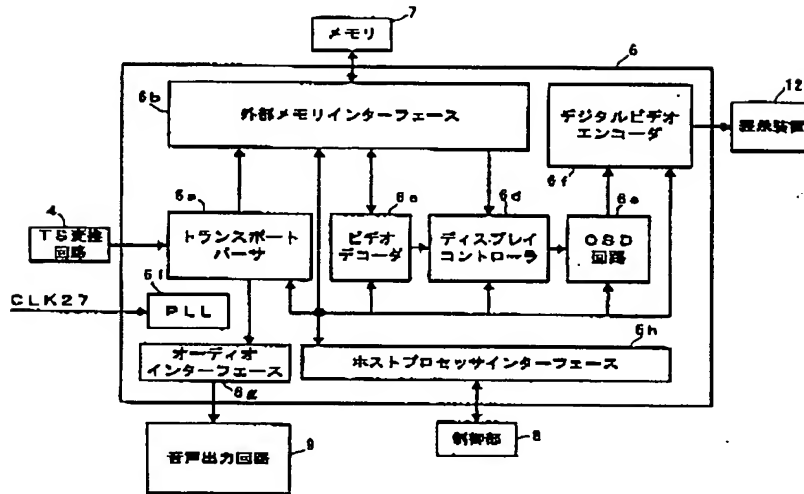 7
メモリ
6
6b
外部メモリインターフェース
デジタルビデオ
エンコーダ
6f
12
6a
6c
6d
6e
4
TS変換
回路
トランスポート
パーサ
ビデオ
デコーダ
ディスプレイ
コントローラ
OSD
回路
6i
CLK27
PLL
6h
オーディオ
インターフェース
6g
ホストプロセッサインターフェース
音声出力回路
9
制御部
8